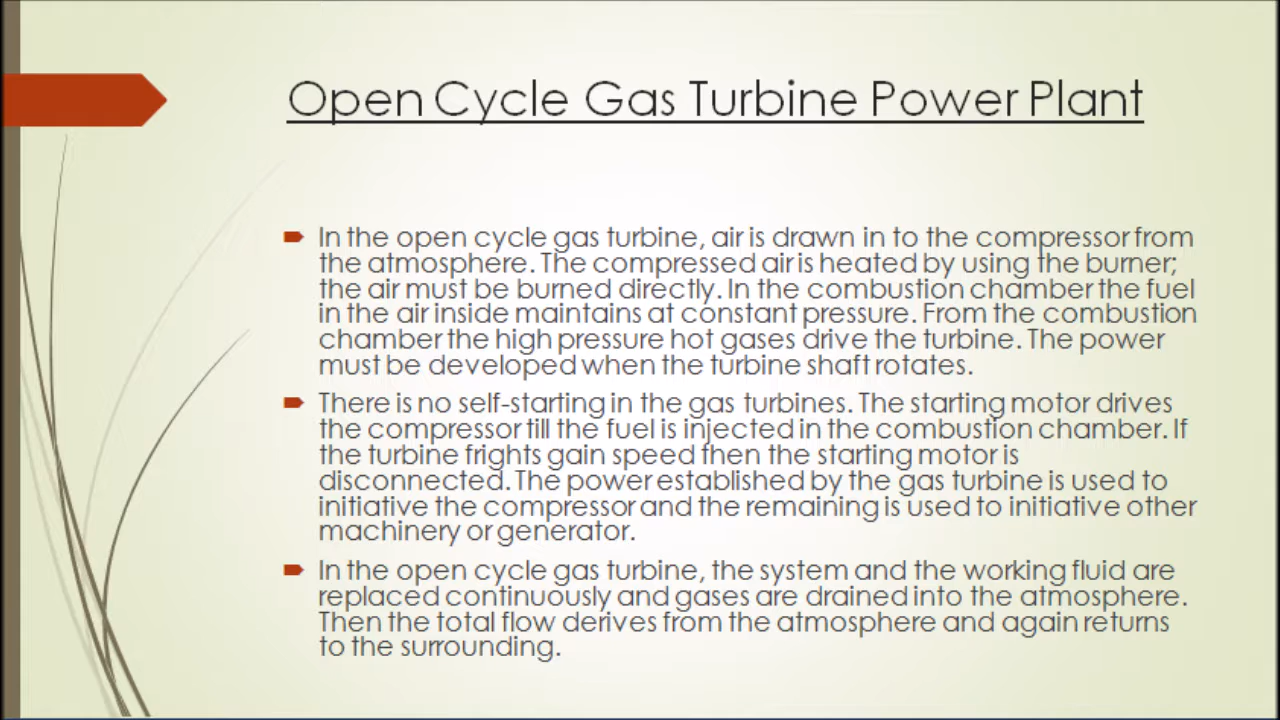 Open Cycle Gas Turbine Power Plant
In the open cycle gas turbine, air is drawn in to the compressor from
the atmosphere. The compressed air is heated by using the burner;
the air must be burned directly. In the combustion chamber the fuel
in the air inside maintains at constant pressure. From the combustion
chamber the high pressure hot gases drive the turbine. The power
must be developed when the turbine shaft rotates.
There is no self-starting in the gas turbines. The starting motor drives
the compressor till the fuel is injected in the combustion chamber. If
the turbine frights gain speed then the starting motor is
disconnected. The power established by the gas turbine is used to
initiative the compressor and the remaining is used to initiative other
machinery or generator.
In the open cycle gas turbine, the system and the working fluid are
replaced continuously and gases are drained into the atmosphere.
Then the total flow derives from the atmosphere and again returns
to the surrounding.